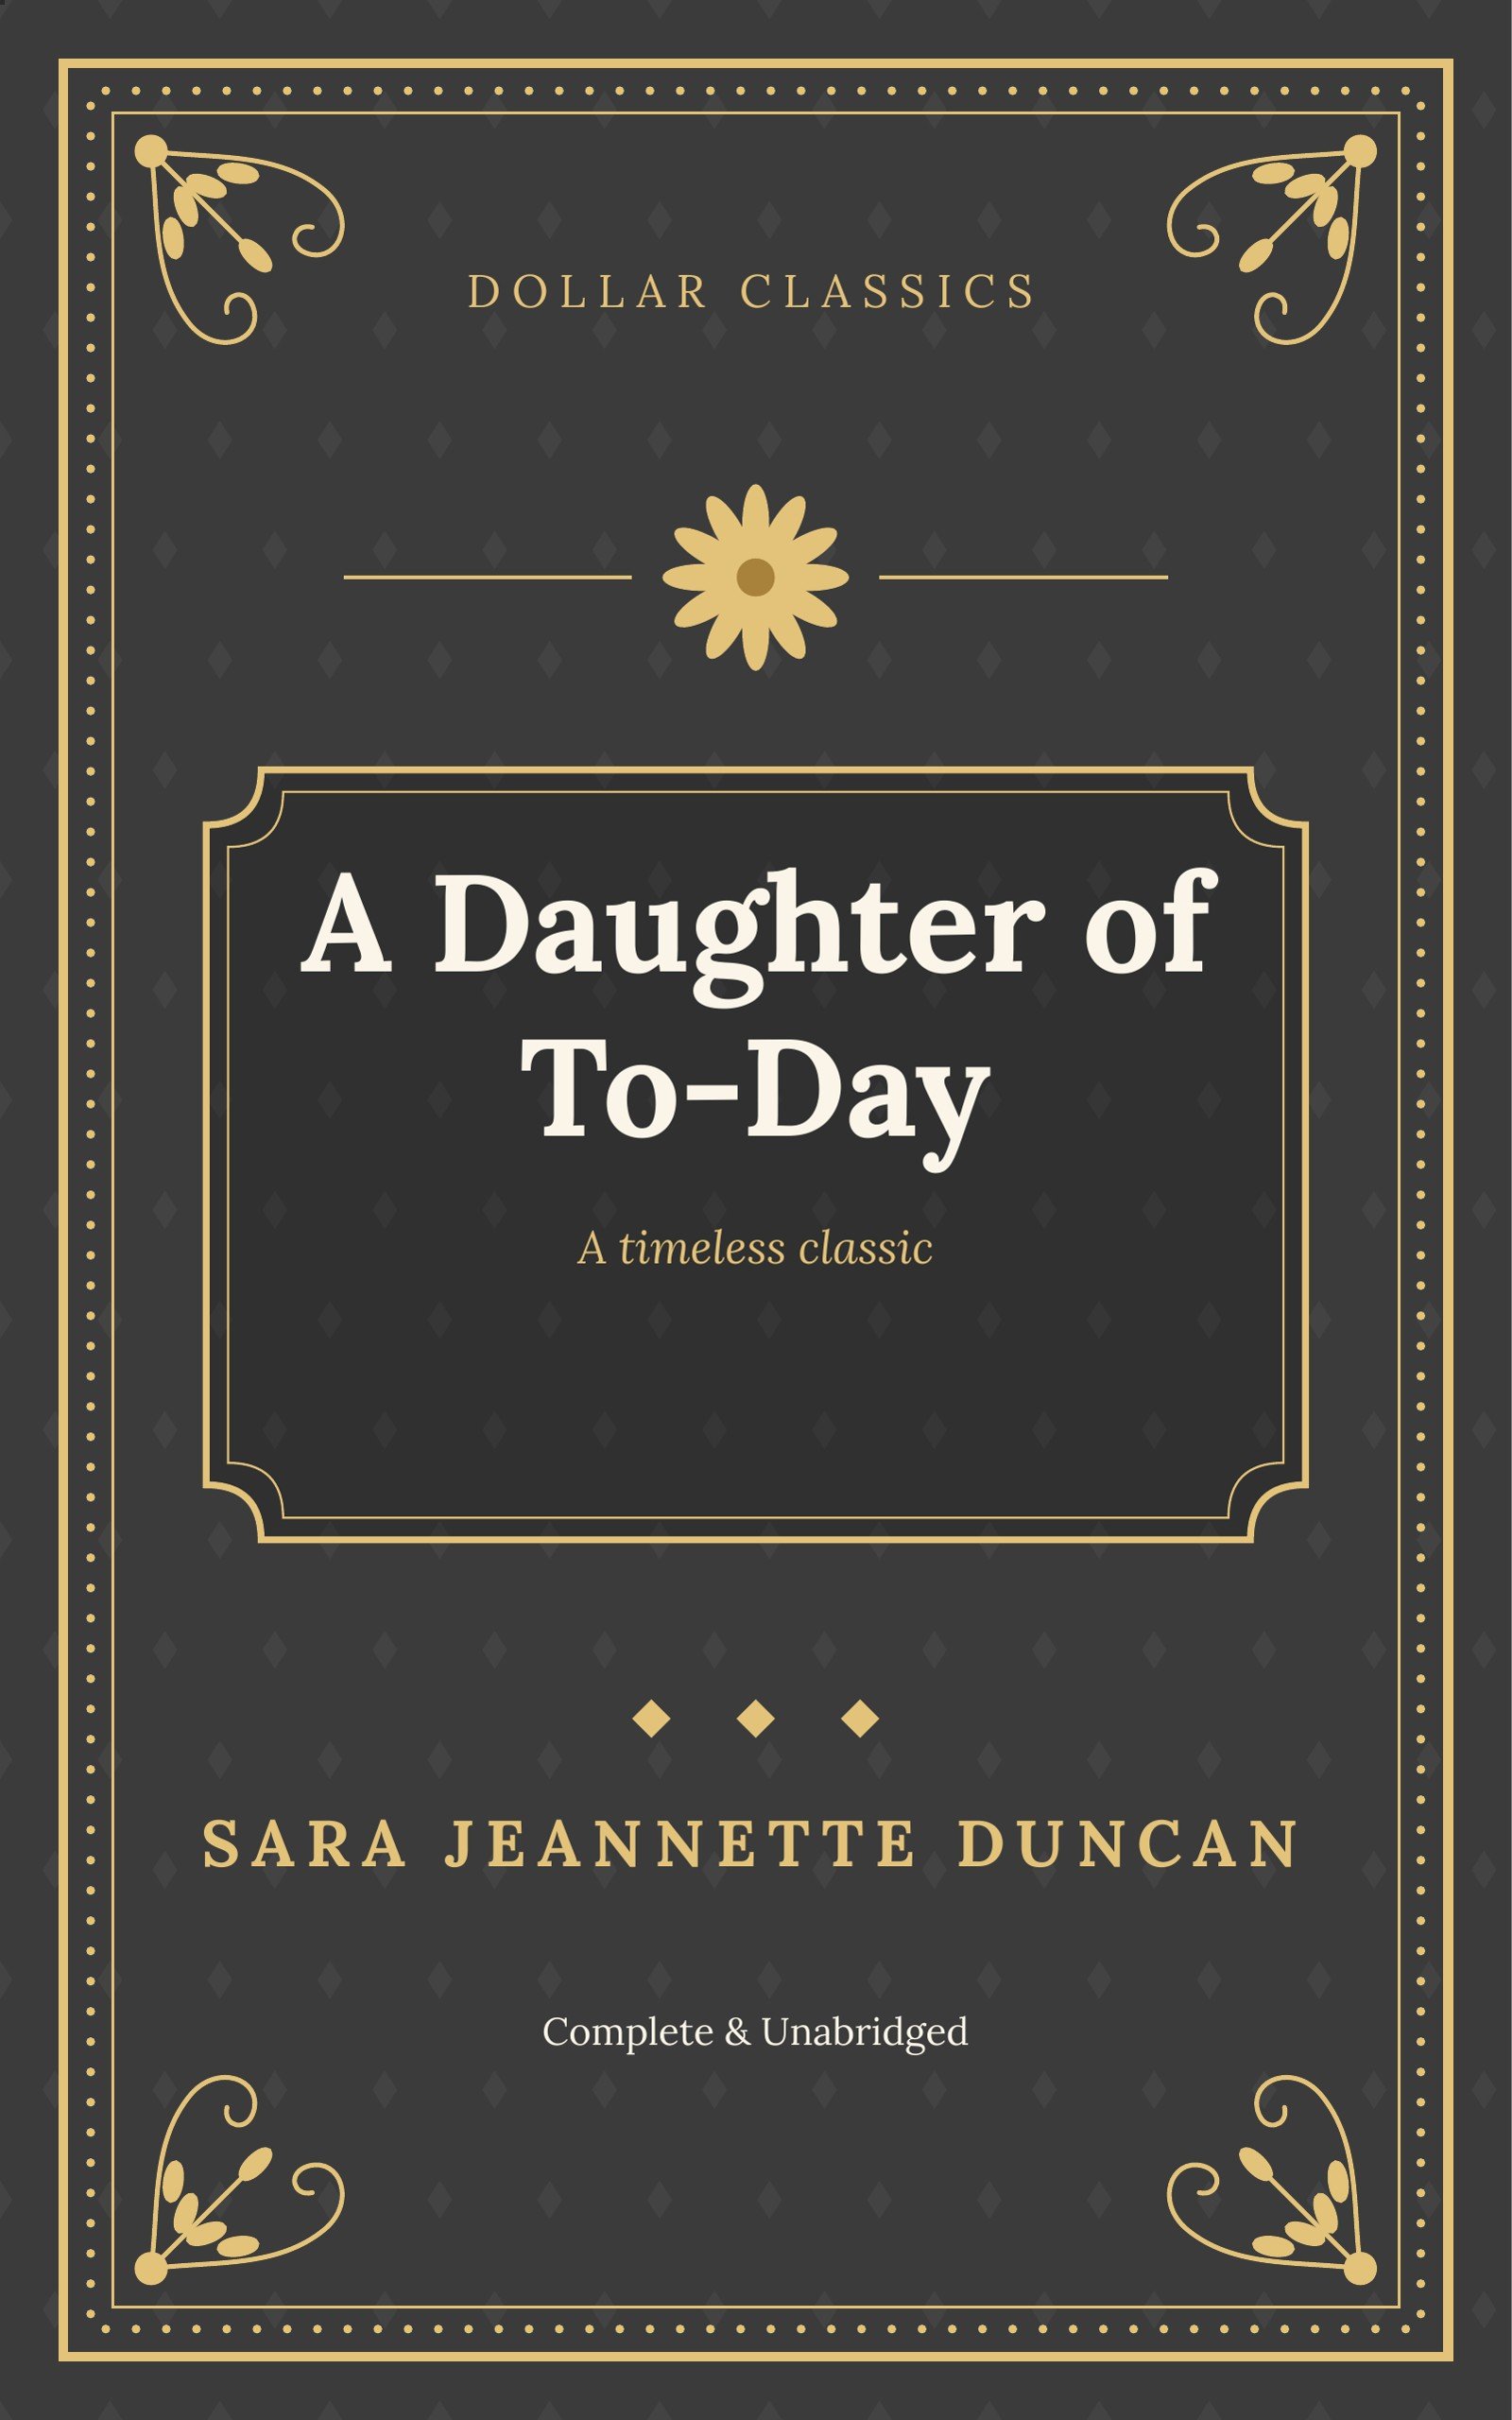 DOLLAR CLASSICS
A Daughter of
To-Day
A timeless classic
SARA JEANNETTE DUNCAN
Complete & Unabridged